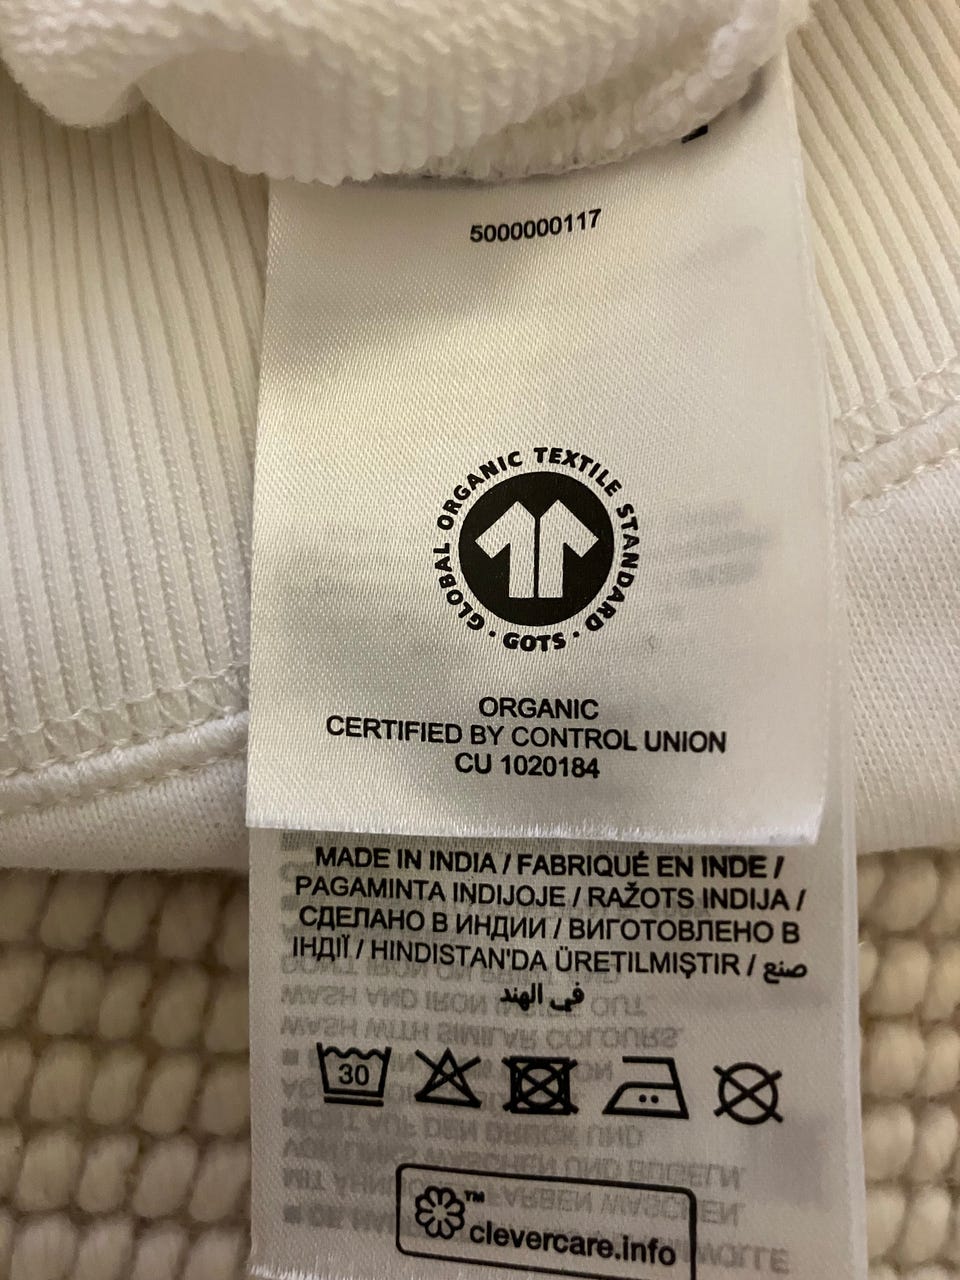 5000000117
GLOBAL ORGANIC TEXTILE STANDARD · GOTS ·
ORGANIC
CERTIFIED BY CONTROL UNION
CU 1020184
MADE IN INDIA / FABRIQUÉ EN INDE /
PAGAMINTA INDIJOJE / RAŽOTS INDIJA /
СДЕЛАНО В ИНДИИ / ВИГОТОВЛЕНО В
ІНДІЇ / HINDISTAN'DA ÜRETILMIŞTIR / صنع
في الهند
30
™
clevercare.info